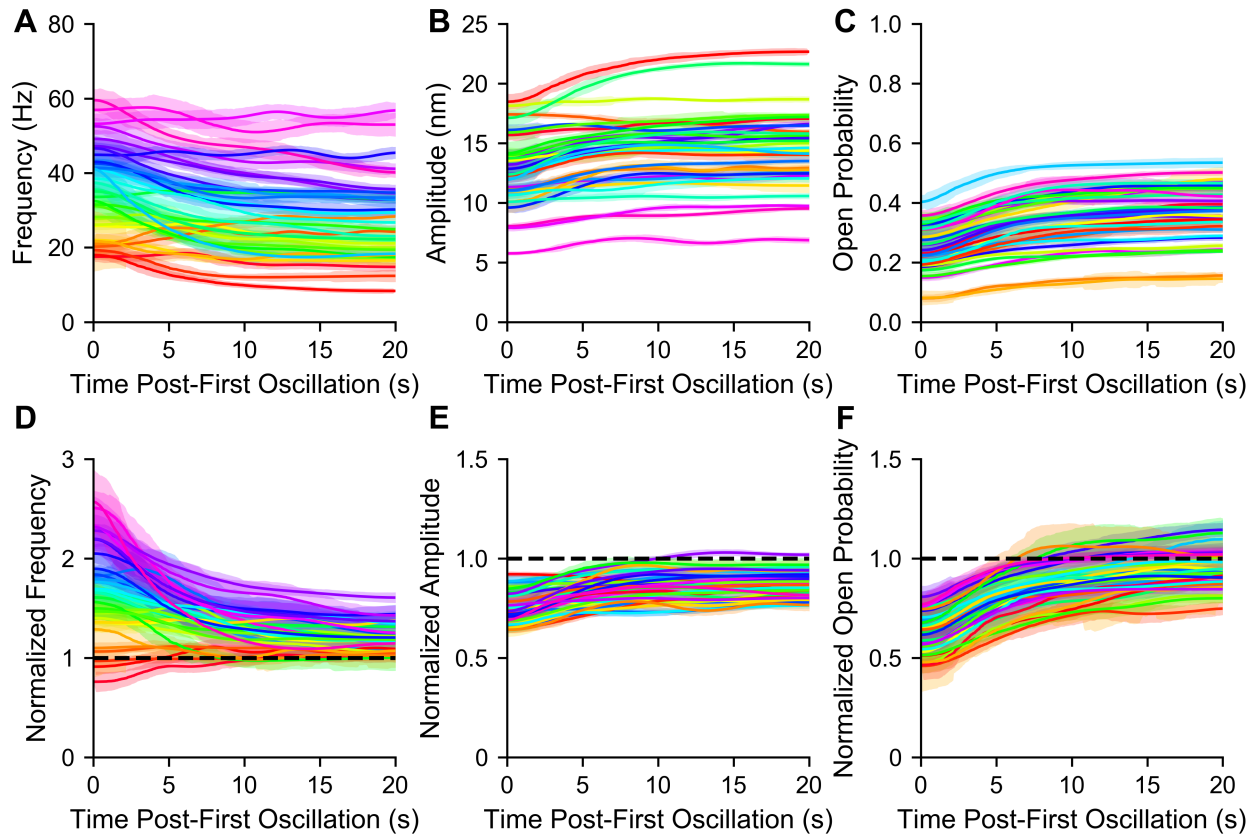 A
Frequency (Hz)
80
60
40
20
0
0 5 10 15 20
Time Post-First Oscillation (s)
B
Amplitude (nm)
25
20
15
10
5
0
0 5 10 15 20
Time Post-First Oscillation (s)
C
Open Probability
1.0
0.8
0.6
0.4
0.2
0.0
0 5 10 15 20
Time Post-First Oscillation (s)
D
Normalized Frequency
3
2
1
0
0 5 10 15 20
Time Post-First Oscillation (s)
E
Normalized Amplitude
1.5
1.0
0.5
0
0 5 10 15 20
Time Post-First Oscillation (s)
F
Normalized Open Probability
1.5
1.0
0.5
0
0 5 10 15 20
Time Post-First Oscillation (s)